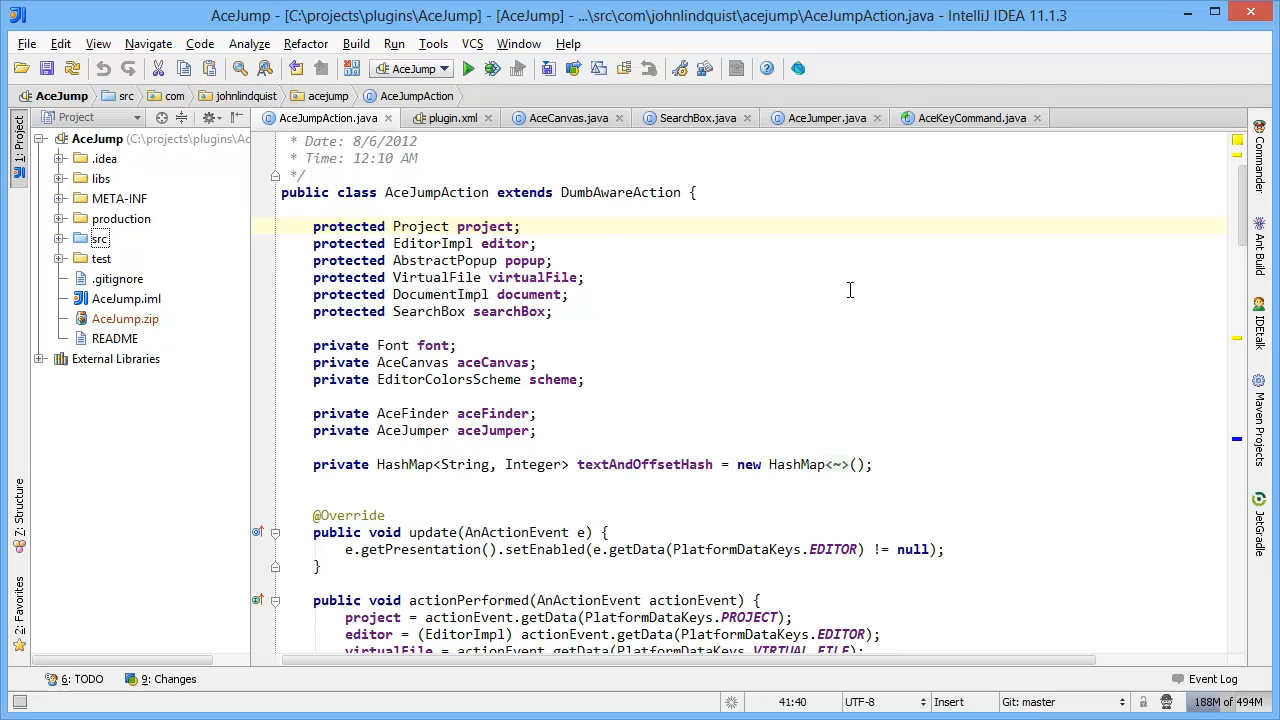 AceJump - [C:\projects\plugins\AceJump] - [AceJump] - ...\src\com\johnlindquist\acejump\AceJumpAction.java - IntelliJ IDEA 11.1.3
File Edit View Navigate Code Analyze Refactor Build Run Tools VCS Window Help
AceJump
AceJump src com johnlindquist acejump AceJumpAction
Project
AceJumpAction.java plugin.xml AceCanvas.java SearchBox.java AceJumper.java AceKeyCommand.java
1: Project
Z: Structure
2: Favorites
AceJump (C:\projects\plugins\Ac
.idea
libs
META-INF
production
src
test
.gitignore
AceJump.iml
AceJump.zip
README
External Libraries
* Date: 8/6/2012
* Time: 12:10 AM
*/
public class AceJumpAction extends DumbAwareAction {
protected Project project;
protected EditorImpl editor;
protected AbstractPopup popup;
protected VirtualFile virtualFile;
protected DocumentImpl document;
protected SearchBox searchBox;
private Font font;
private AceCanvas aceCanvas;
private EditorColorsScheme scheme;
private AceFinder aceFinder;
private AceJumper aceJumper;
private HashMap<String, Integer> textAndOffsetHash = new HashMap<~>();
@Override
public void update(AnActionEvent e) {
e.getPresentation().setEnabled(e.getData(PlatformDataKeys.EDITOR) != null);
}
public void actionPerformed(AnActionEvent actionEvent) {
project = actionEvent.getData(PlatformDataKeys.PROJECT);
editor = (EditorImpl) actionEvent.getData(PlatformDataKeys.EDITOR);
virtualFile = actionEvent.getData(PlatformDataKeys.VIRTUAL_FILE);
Commander
Ant Build
IDEtalk
Maven Projects
JetGradle
6: TODO 9: Changes Event Log
41:40 UTF-8 Insert Git: master 188M of 494M